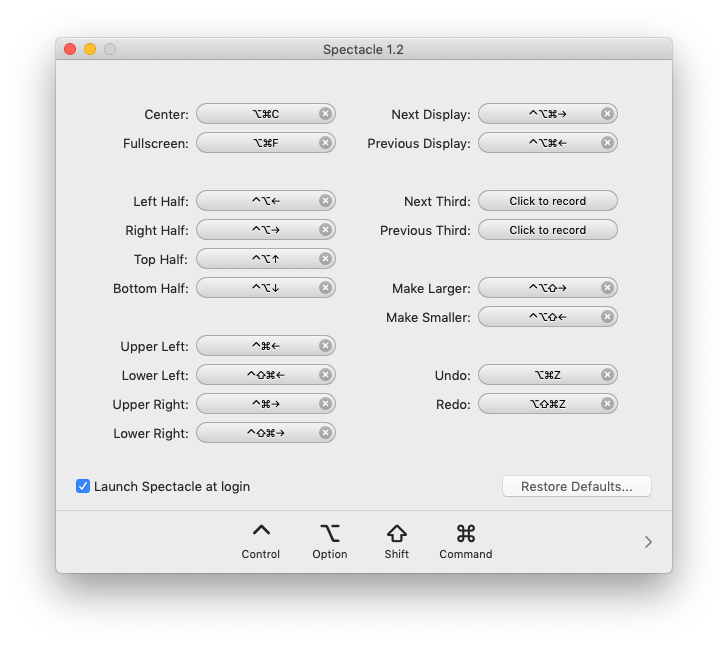 Spectacle 1.2
Center: ⌥⌘C
Fullscreen: ⌥⌘F
Left Half: ⌃⌥←
Right Half: ⌃⌥→
Top Half: ⌃⌥↑
Bottom Half: ⌃⌥↓
Upper Left: ⌃⌘←
Lower Left: ⌃⇧⌘←
Upper Right: ⌃⌘→
Lower Right: ⌃⇧⌘→
Next Display: ⌃⌥⌘→
Previous Display: ⌃⌥⌘←
Next Third: Click to record
Previous Third: Click to record
Make Larger: ⌃⌥⇧→
Make Smaller: ⌃⌥⇧←
Undo: ⌥⌘Z
Redo: ⌥⇧⌘Z
Launch Spectacle at login
Restore Defaults...
⌃ ⌥ ⇧ ⌘
Control Option Shift Command